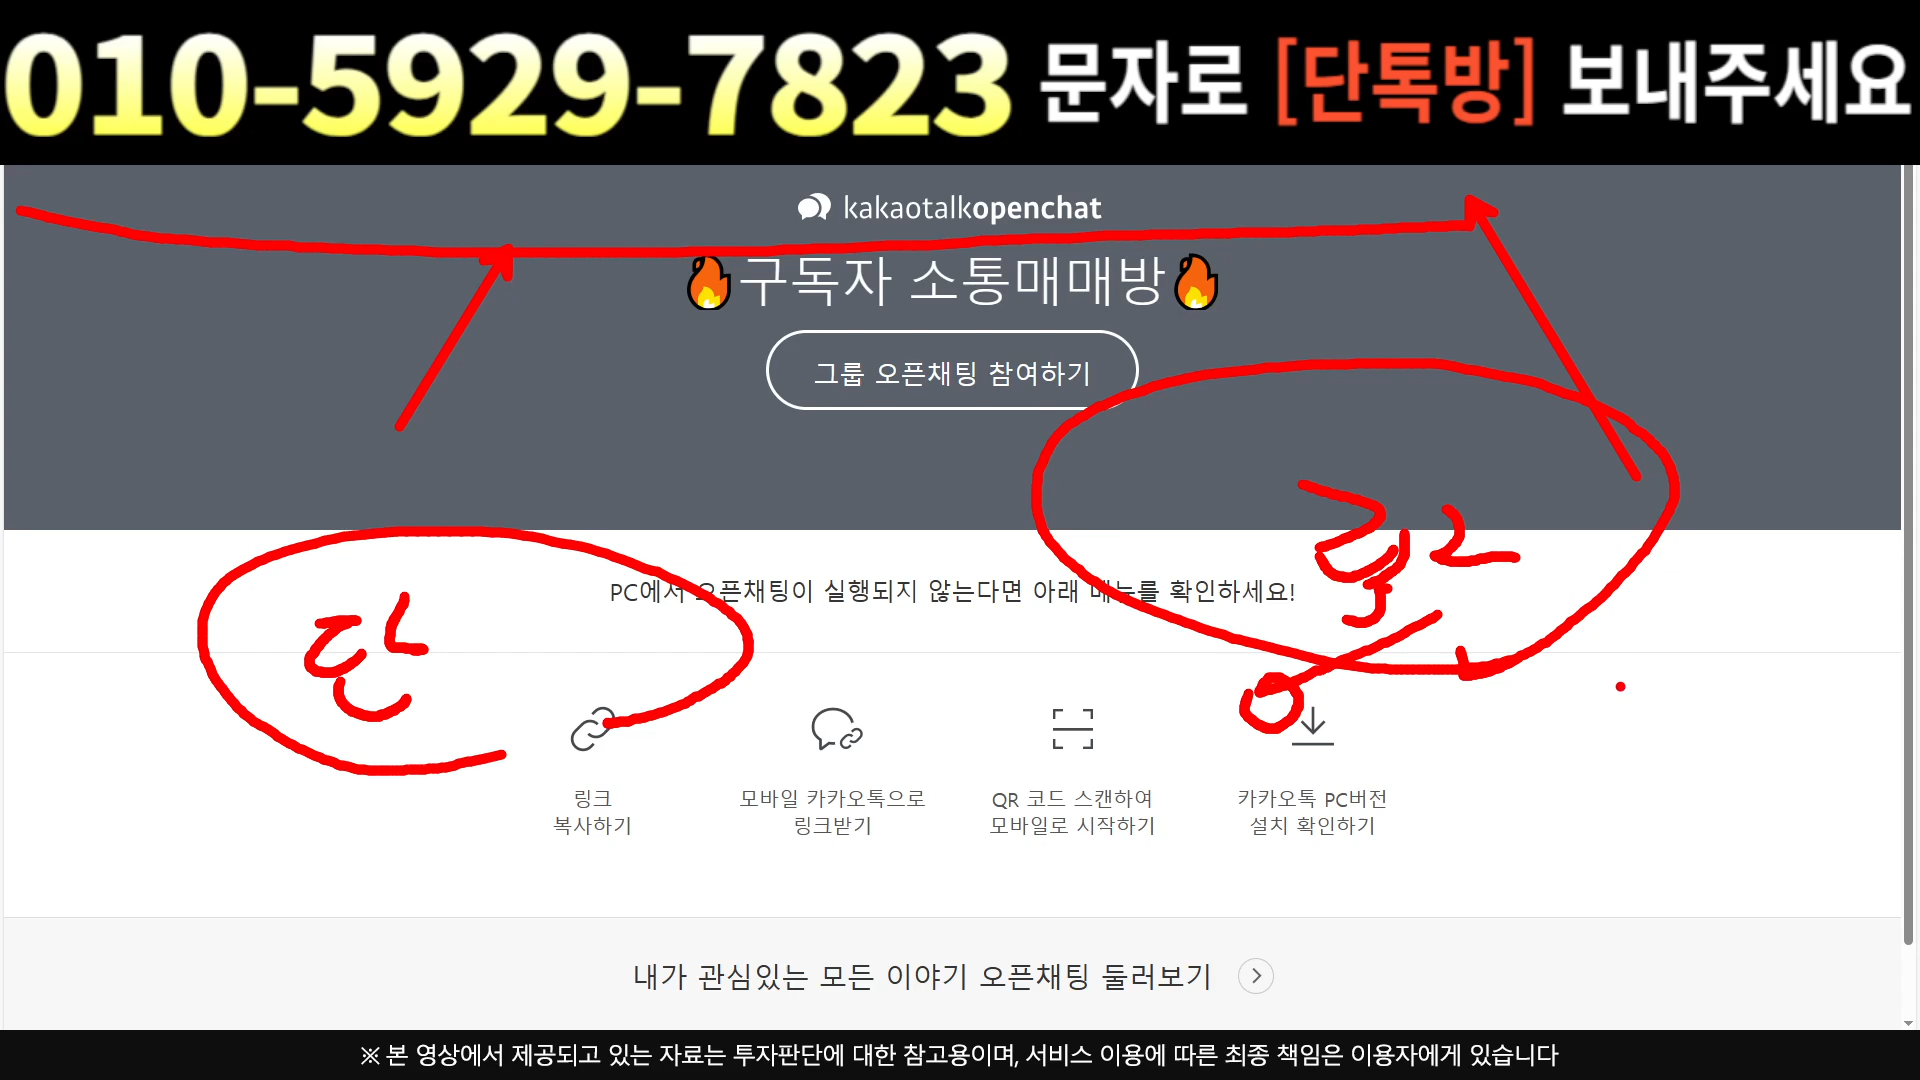 010-5929-7823 문자로 [단톡방] 보내주세요
kakaotalkopenchat
🔥구독자 소통매매방🔥
그룹 오픈채팅 참여하기
PC에서 오픈채팅이 실행되지 않는다면 아래 메뉴를 확인하세요!
링크
복사하기
모바일 카카오톡으로
링크받기
QR 코드 스캔하여
모바일로 시작하기
카카오톡 PC버전
설치 확인하기
내가 관심있는 모든 이야기 오픈채팅 둘러보기
※ 본 영상에서 제공되고 있는 자료는 투자판단에 대한 참고용이며, 서비스 이용에 따른 최종 책임은 이용자에게 있습니다